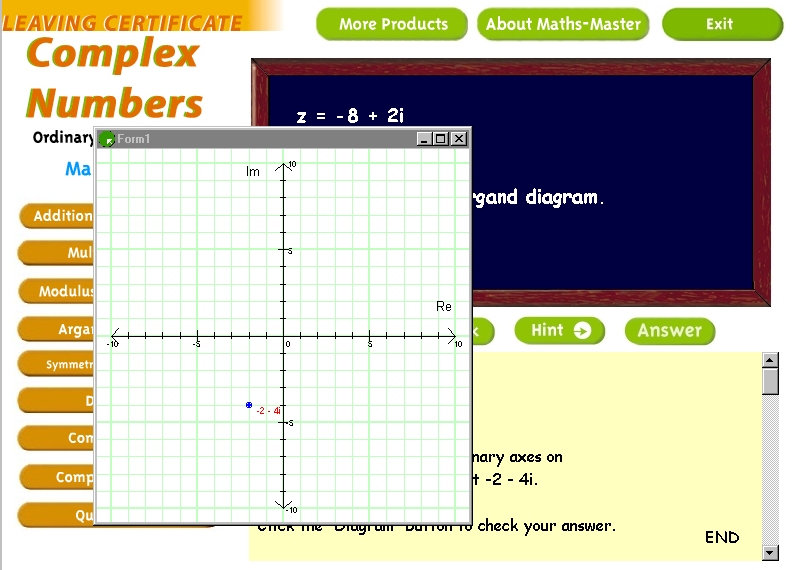 LEAVING CERTIFICATE
More Products
About Maths-Master
Exit
Complex
Numbers
Ordinary
z = -8 + 2i
Form1
Ma
Im
10
rgand diagram.
Addition
Mul
5
Modulus
Re
Argan
k
Hint
Answer
-10
-5
0
5
10
Symmetr
D
-2 - 4i
-5
Com
nary axes on
Comp
t -2 - 4i.
-10
Qu
Click the "Diagram" button to check your answer.
END